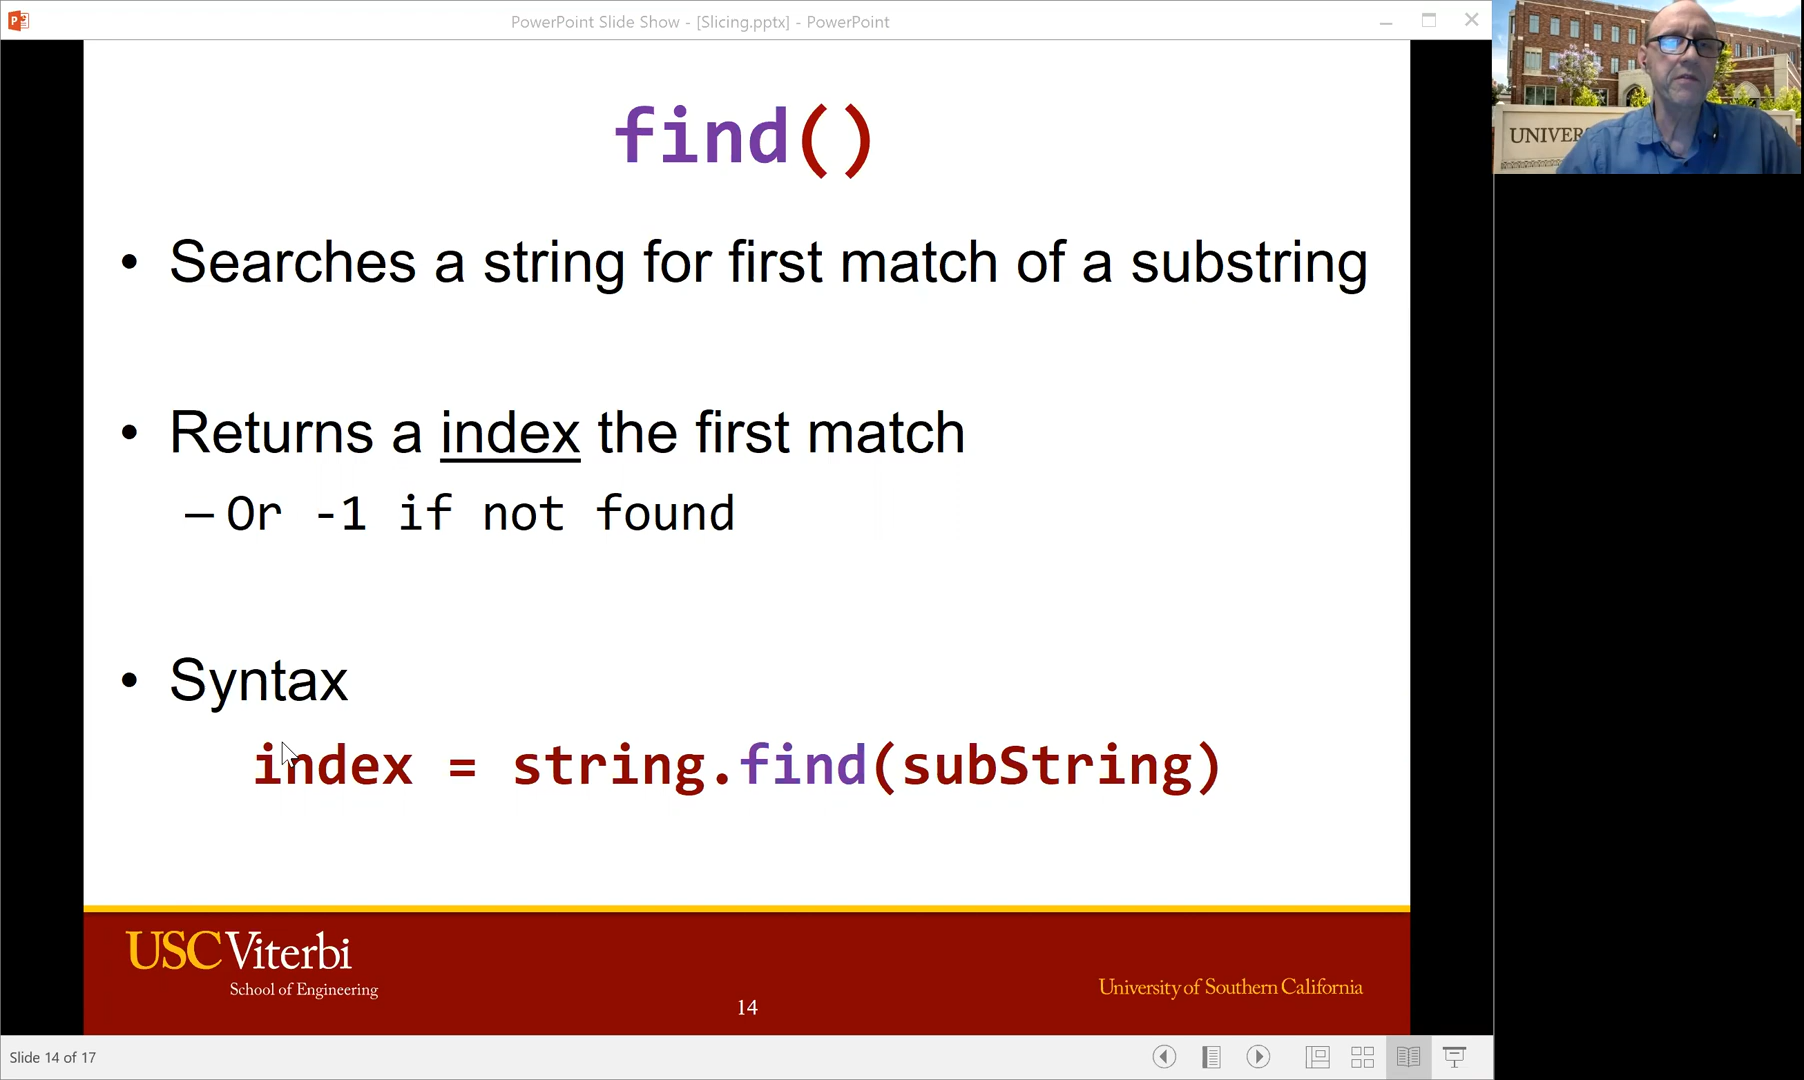 PowerPoint Slide Show - [Slicing.pptx] - PowerPoint
find()
• Searches a string for first match of a substring
• Returns a index the first match
– Or -1 if not found
• Syntax
index = string.find(subString)
USC Viterbi
School of Engineering
University of Southern California
14
Slide 14 of 17